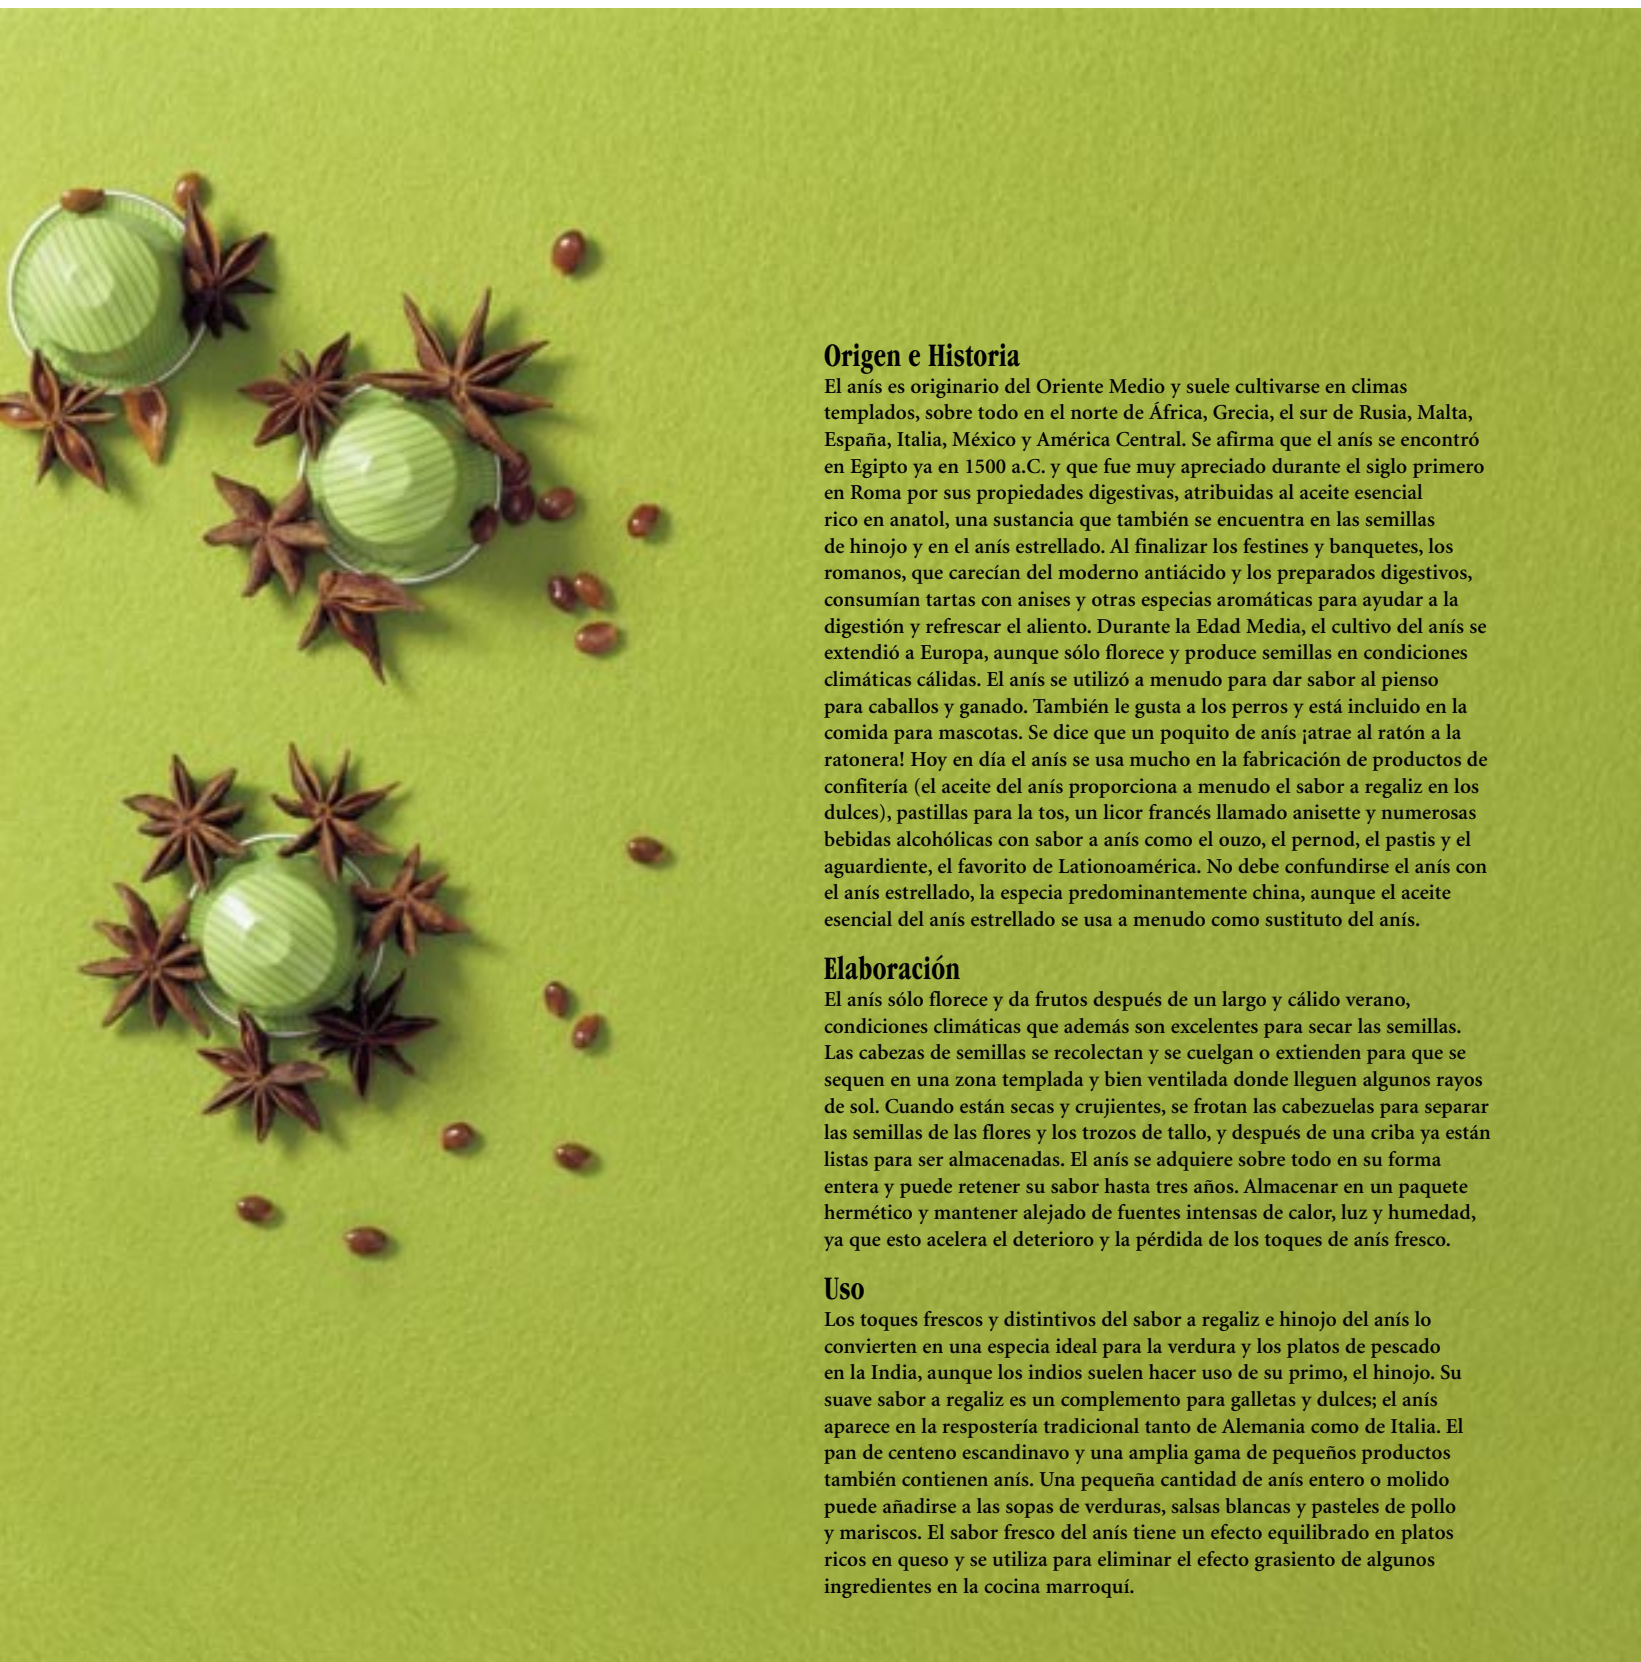 Origen e Historia
El anís es originario del Oriente Medio y suele cultivarse en climas
templados, sobre todo en el norte de África, Grecia, el sur de Rusia, Malta,
España, Italia, México y América Central. Se afirma que el anís se encontró
en Egipto ya en 1500 a.C. y que fue muy apreciado durante el siglo primero
en Roma por sus propiedades digestivas, atribuidas al aceite esencial
rico en anatol, una sustancia que también se encuentra en las semillas
de hinojo y en el anís estrellado. Al finalizar los festines y banquetes, los
romanos, que carecían del moderno antiácido y los preparados digestivos,
consumían tartas con anises y otras especias aromáticas para ayudar a la
digestión y refrescar el aliento. Durante la Edad Media, el cultivo del anís se
extendió a Europa, aunque sólo florece y produce semillas en condiciones
climáticas cálidas. El anís se utilizó a menudo para dar sabor al pienso
para caballos y ganado. También le gusta a los perros y está incluido en la
comida para mascotas. Se dice que un poquito de anís ¡atrae al ratón a la
ratonera! Hoy en día el anís se usa mucho en la fabricación de productos de
confitería (el aceite del anís proporciona a menudo el sabor a regaliz en los
dulces), pastillas para la tos, un licor francés llamado anisette y numerosas
bebidas alcohólicas con sabor a anís como el ouzo, el pernod, el pastis y el
aguardiente, el favorito de Lationoamérica. No debe confundirse el anís con
el anís estrellado, la especia predominantemente china, aunque el aceite
esencial del anís estrellado se usa a menudo como sustituto del anís.
Elaboración
El anís sólo florece y da frutos después de un largo y cálido verano,
condiciones climáticas que además son excelentes para secar las semillas.
Las cabezas de semillas se recolectan y se cuelgan o extienden para que se
sequen en una zona templada y bien ventilada donde lleguen algunos rayos
de sol. Cuando están secas y crujientes, se frotan las cabezuelas para separar
las semillas de las flores y los trozos de tallo, y después de una criba ya están
listas para ser almacenadas. El anís se adquiere sobre todo en su forma
entera y puede retener su sabor hasta tres años. Almacenar en un paquete
hermético y mantener alejado de fuentes intensas de calor, luz y humedad,
ya que esto acelera el deterioro y la pérdida de los toques de anís fresco.
Uso
Los toques frescos y distintivos del sabor a regaliz e hinojo del anís lo
convierten en una especia ideal para la verdura y los platos de pescado
en la India, aunque los indios suelen hacer uso de su primo, el hinojo. Su
suave sabor a regaliz es un complemento para galletas y dulces; el anís
aparece en la respostería tradicional tanto de Alemania como de Italia. El
pan de centeno escandinavo y una amplia gama de pequeños productos
también contienen anís. Una pequeña cantidad de anís entero o molido
puede añadirse a las sopas de verduras, salsas blancas y pasteles de pollo
y mariscos. El sabor fresco del anís tiene un efecto equilibrado en platos
ricos en queso y se utiliza para eliminar el efecto grasiento de algunos
ingredientes en la cocina marroquí.